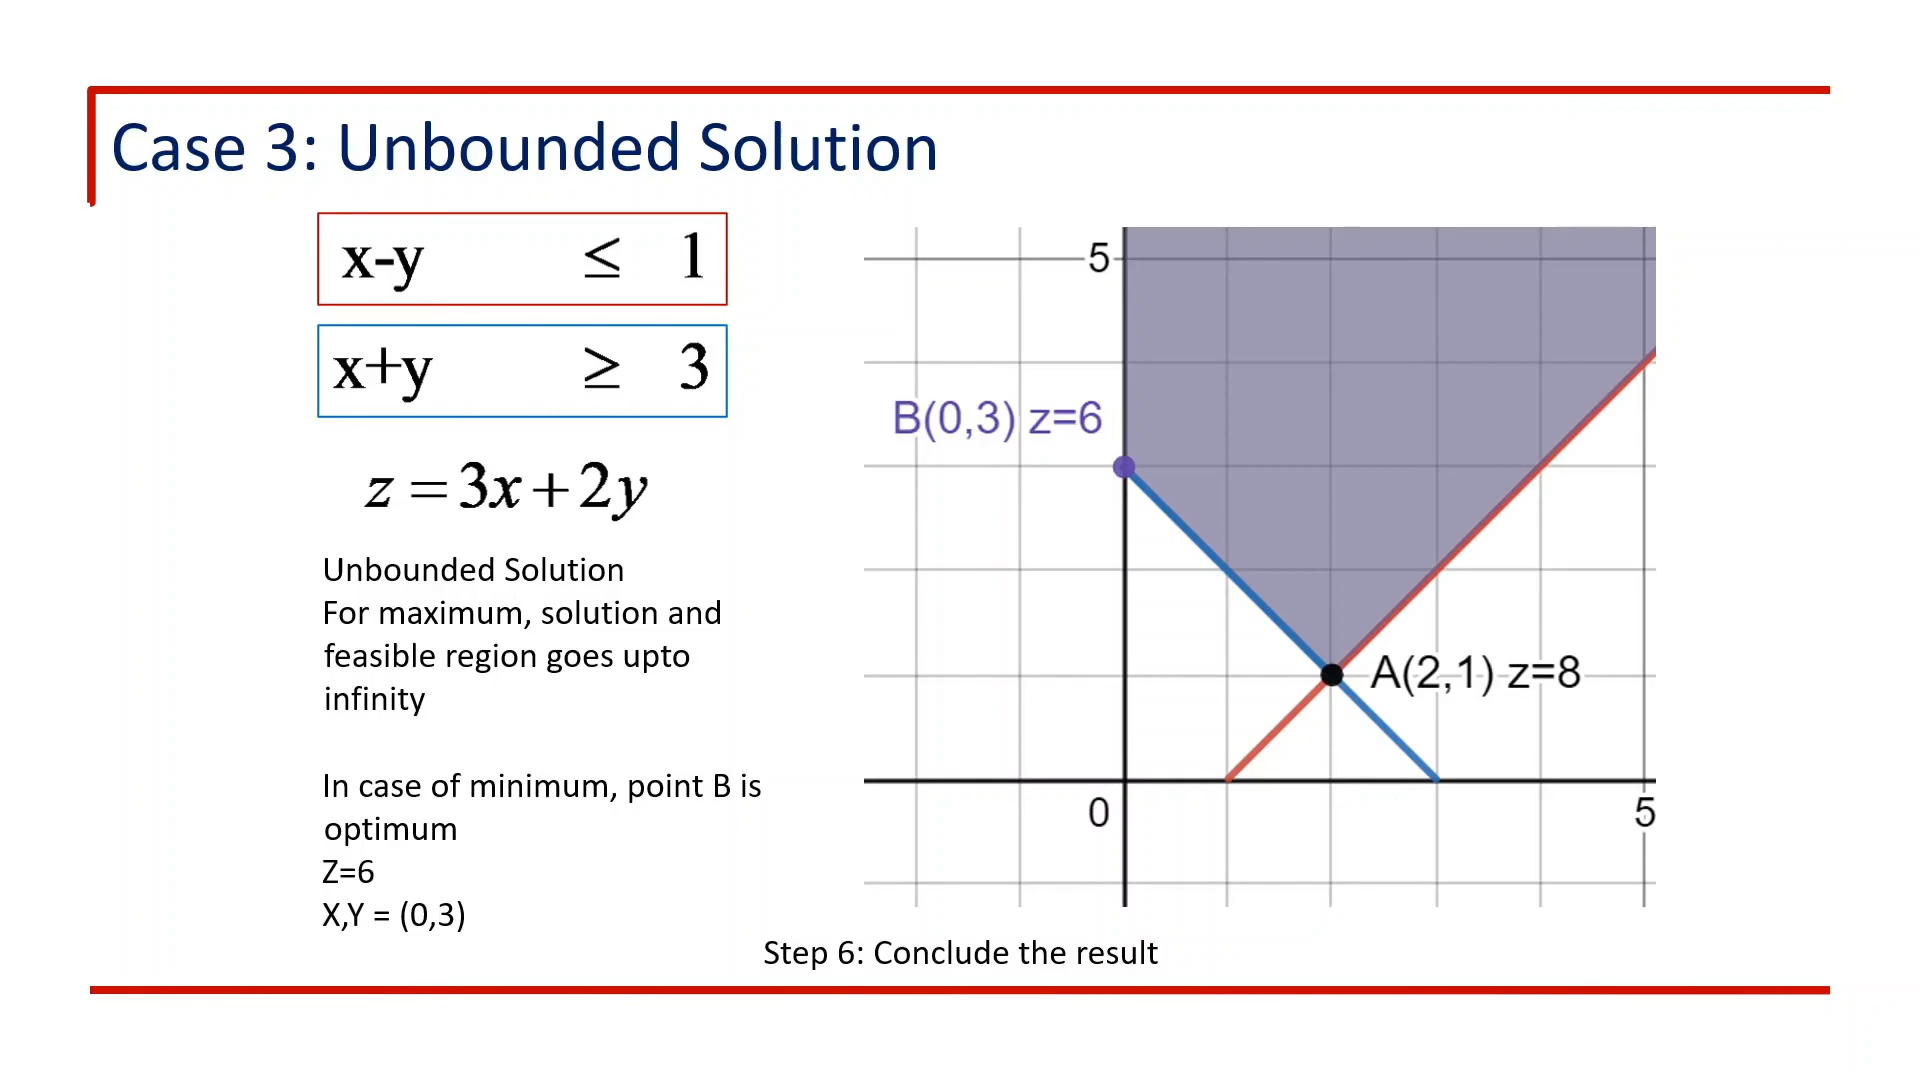 Case 3: Unbounded Solution
x-y ≤ 1
x+y ≥ 3
z = 3x + 2y
Unbounded Solution
For maximum, solution and
feasible region goes upto
infinity
In case of minimum, point B is
optimum
Z=6
X,Y = (0,3)
5
B(0,3) z=6
A(2,1) z=8
0
5
Step 6: Conclude the result